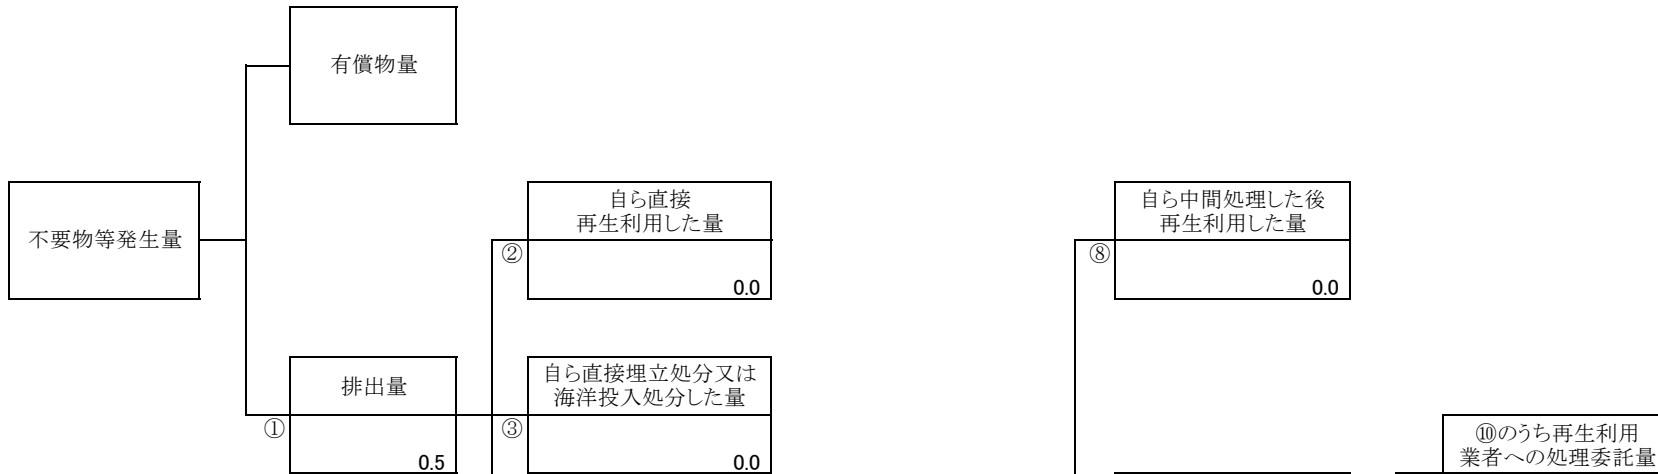 有償物量
不要物等発生量
自ら直接
再生利用した量
②
0.0
自ら中間処理した後
再生利用した量
⑧
0.0
排出量
①
0.5
自ら直接埋立処分又は
海洋投入処分した量
③
0.0
⑩のうち再生利用
業者への処理委託量